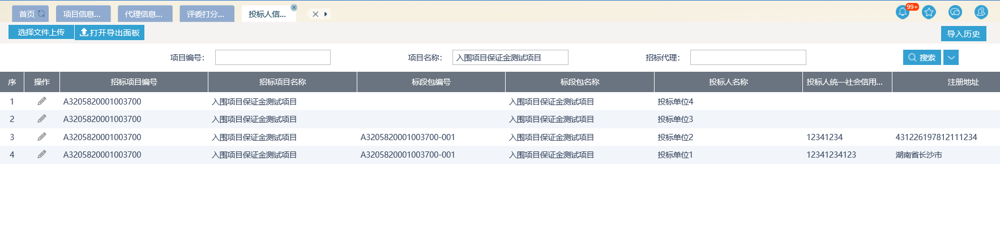 首页 项目信息... 代理信息... 评委打分... 投标人信... 99+
选择文件上传 打开导出面板 导入历史
项目编号： 项目名称： 入围项目保证金测试项目 招标代理： 搜索
序 操作 招标项目编号 招标项目名称 标段包编号 标段包名称 投标人名称 投标人统一社会信用... 注册地址
1 A3205820001003700 入围项目保证金测试项目 入围项目保证金测试项目 投标单位4
2 A3205820001003700 入围项目保证金测试项目 入围项目保证金测试项目 投标单位3
3 A3205820001003700 入围项目保证金测试项目 A3205820001003700-001 入围项目保证金测试项目 投标单位2 12341234 431226197812111234
4 A3205820001003700 入围项目保证金测试项目 A3205820001003700-001 入围项目保证金测试项目 投标单位1 12341234123 湖南省长沙市